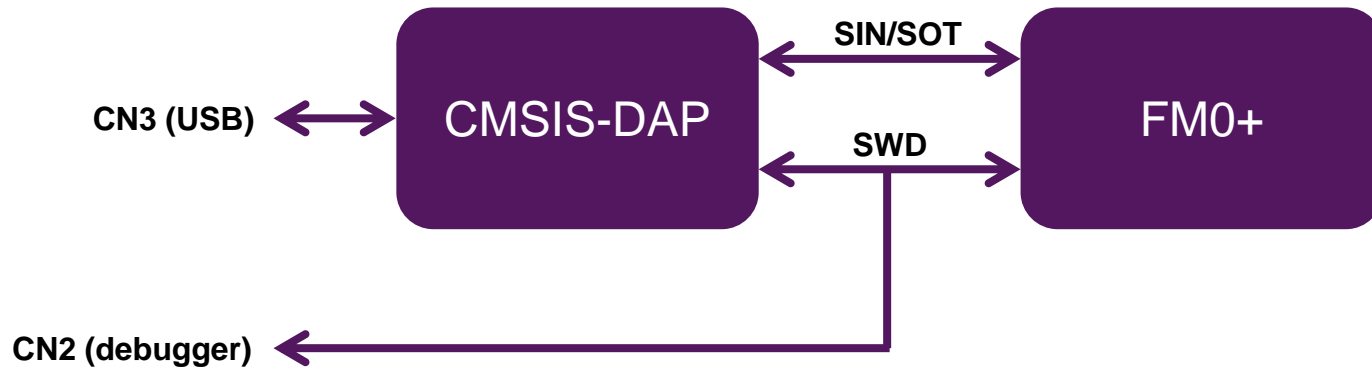 SIN/SOT
CN3 (USB)
CMSIS-DAP
FM0+
SWD
CN2 (debugger)